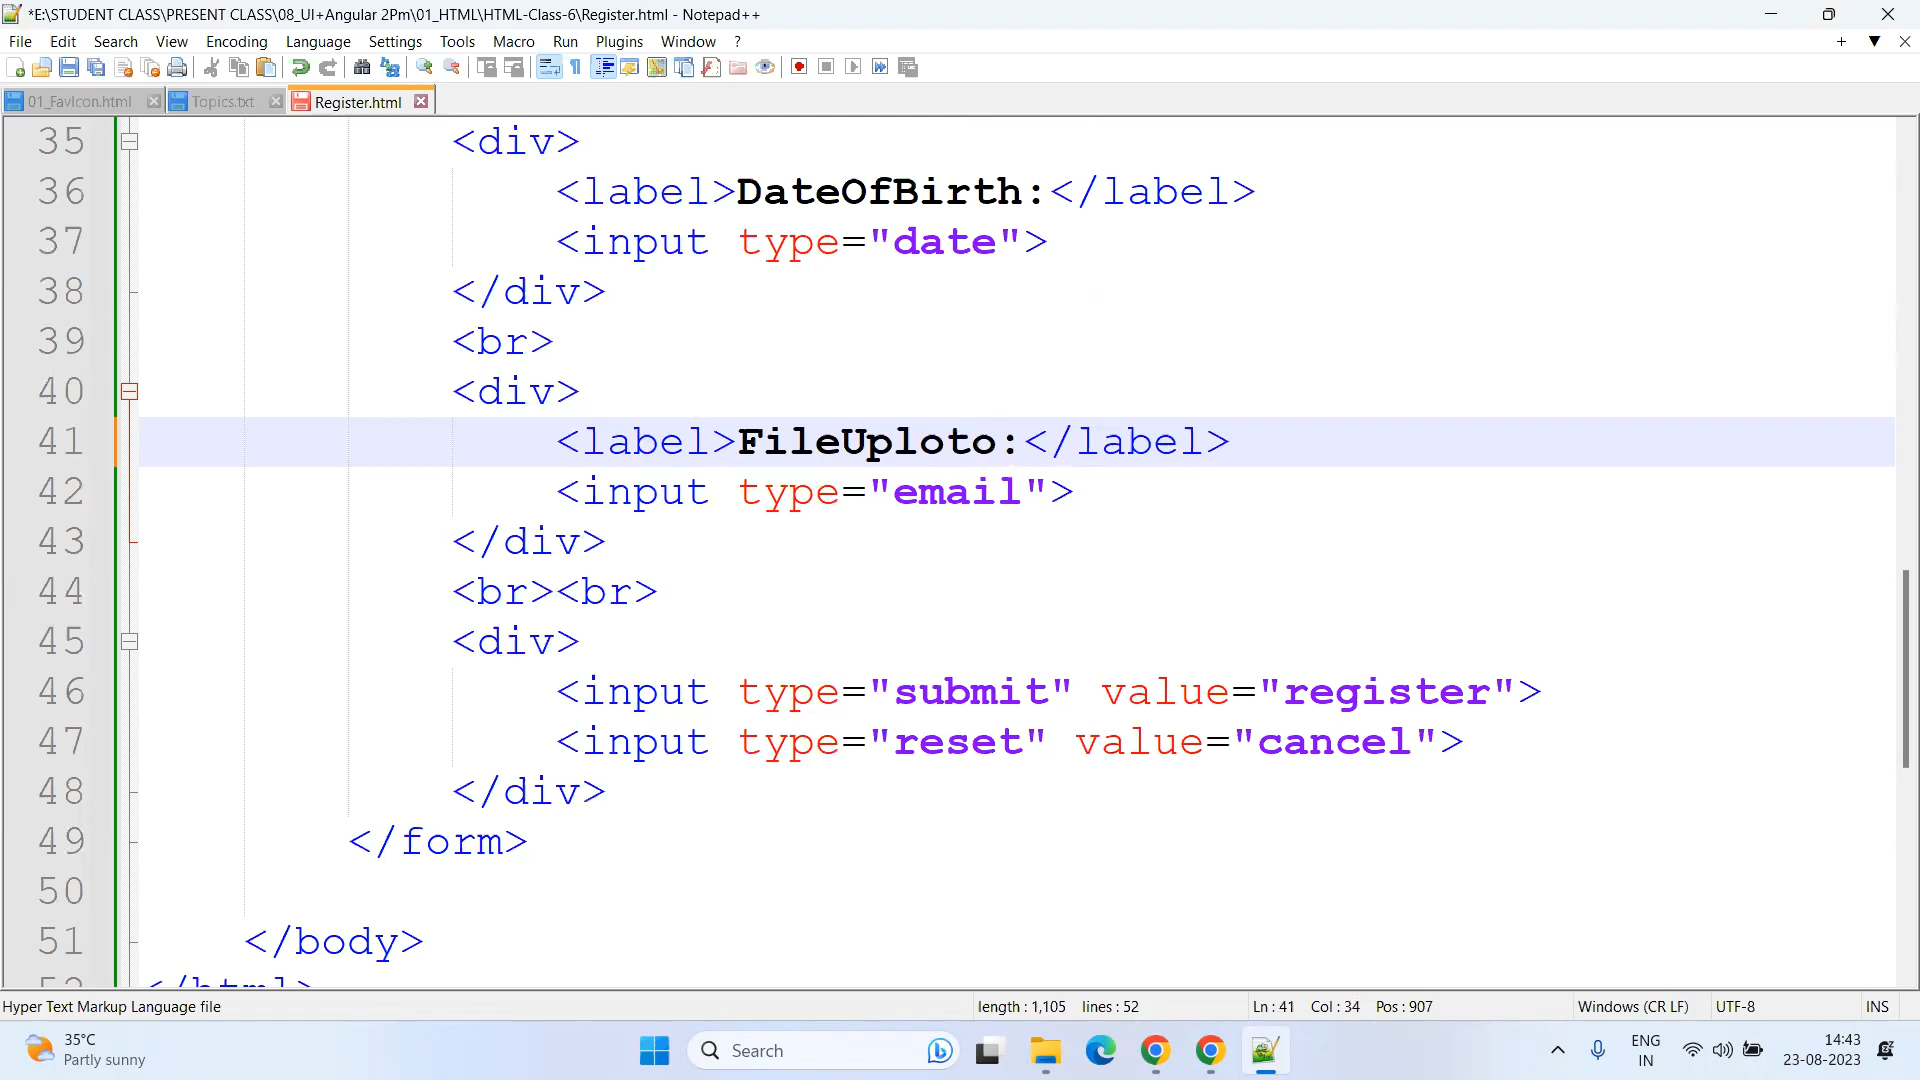 *E:\STUDENT CLASS\PRESENT CLASS\08_UI+Angular 2Pm\01_HTML\HTML-Class-6\Register.html - Notepad++
File Edit Search View Encoding Language Settings Tools Macro Run Plugins Window ?
01_FavIcon.html Topics.txt Register.html
35 <div>
36 <label>DateOfBirth:</label>
37 <input type="date">
38 </div>
39 <br>
40 <div>
41 <label>FileUploto:</label>
42 <input type="email">
43 </div>
44 <br><br>
45 <div>
46 <input type="submit" value="register">
47 <input type="reset" value="cancel">
48 </div>
49 </form>
50
51 </body>
52 </html>
Hyper Text Markup Language file length : 1,105 lines : 52 Ln : 41 Col : 34 Pos : 907 Windows (CR LF) UTF-8 INS
35°C
Partly sunny
Search
ENG
IN
14:43
23-08-2023